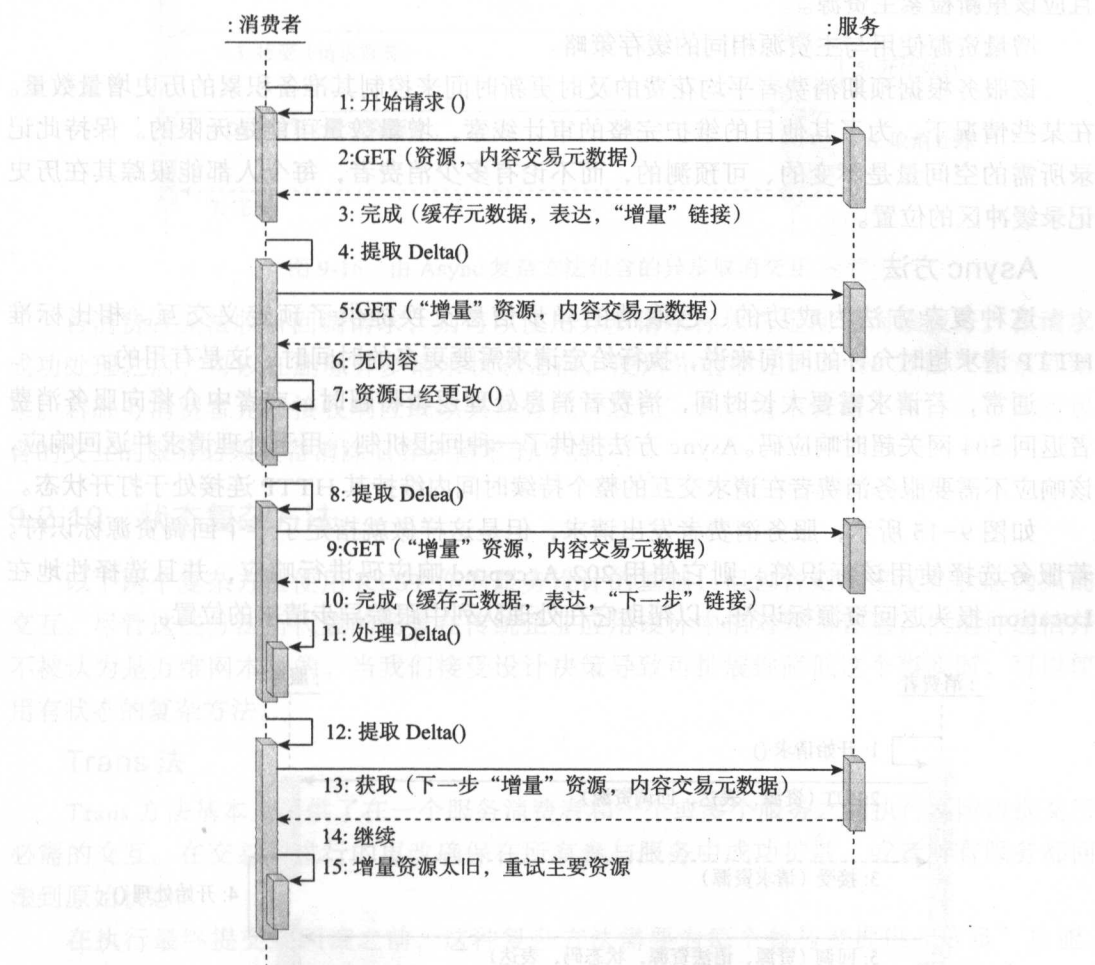 : 消费者
: 服务
1: 开始请求 ()
2:GET (资源，内容交易元数据)
3: 完成 (缓存元数据，表达，“增量”链接)
4: 提取 Delta()
5:GET (“增量”资源，内容交易元数据)
6: 无内容
7: 资源已经更改 ()
8: 提取 Delea()
9:GET (“增量”资源，内容交易元数据)
10: 完成 (缓存元数据，表达，“下一步”链接)
11: 处理 Delta()
12: 提取 Delta()
13: 获取 (下一步“增量”资源，内容交易元数据)
14: 继续
15: 增量资源太旧，重试主要资源